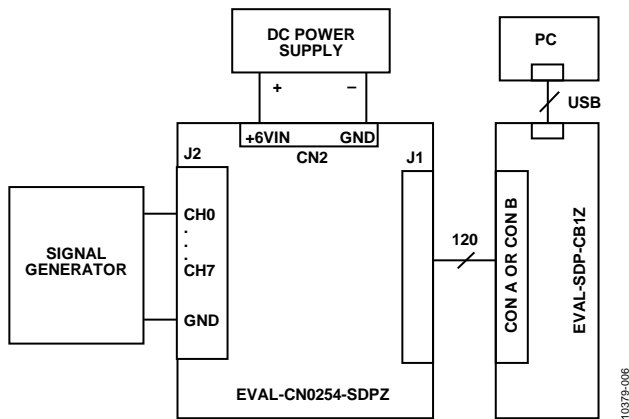 DC POWER
SUPPLY
PC
+
–
USB
+6VIN
GND
CN2
J2
J1
CH0
.
.
.
CH7
GND
SIGNAL
GENERATOR
120
CON A OR CON B
EVAL-SDP-CB1Z
EVAL-CN0254-SDPZ
10379-006